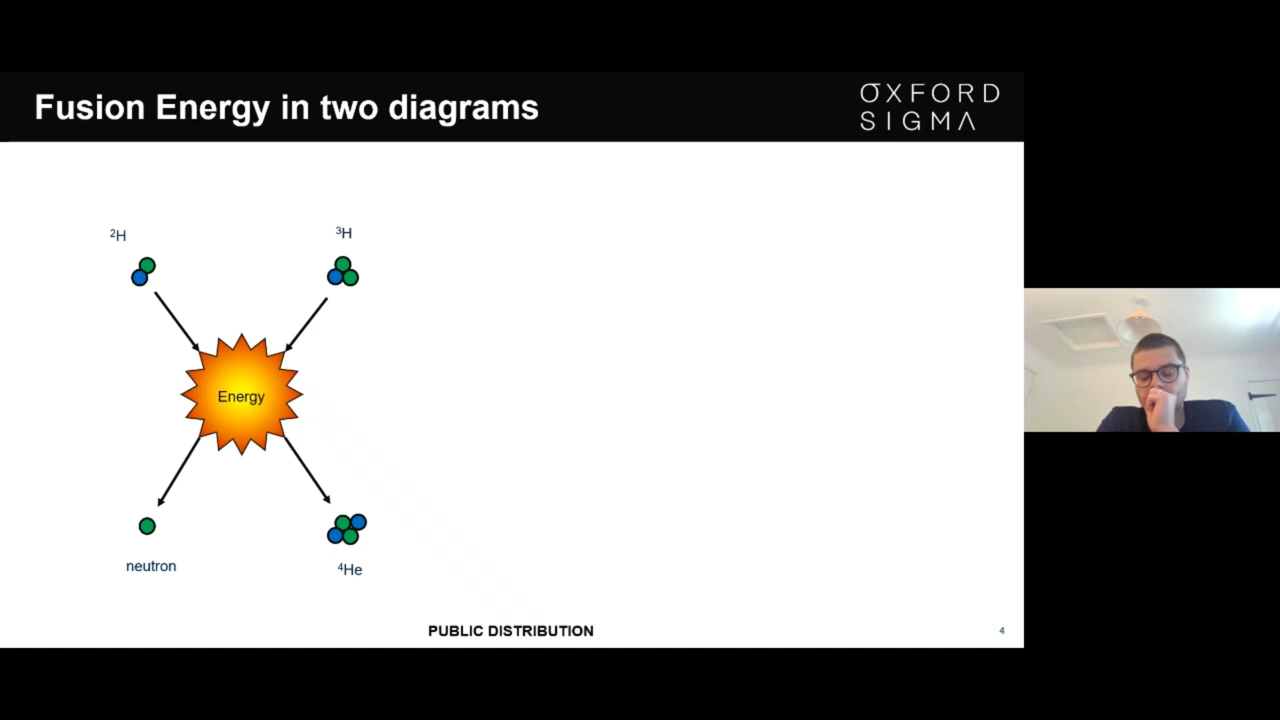 Fusion Energy in two diagrams
OXFORD
SIGMA
²H
³H
Energy
neutron
⁴He
PUBLIC DISTRIBUTION
4